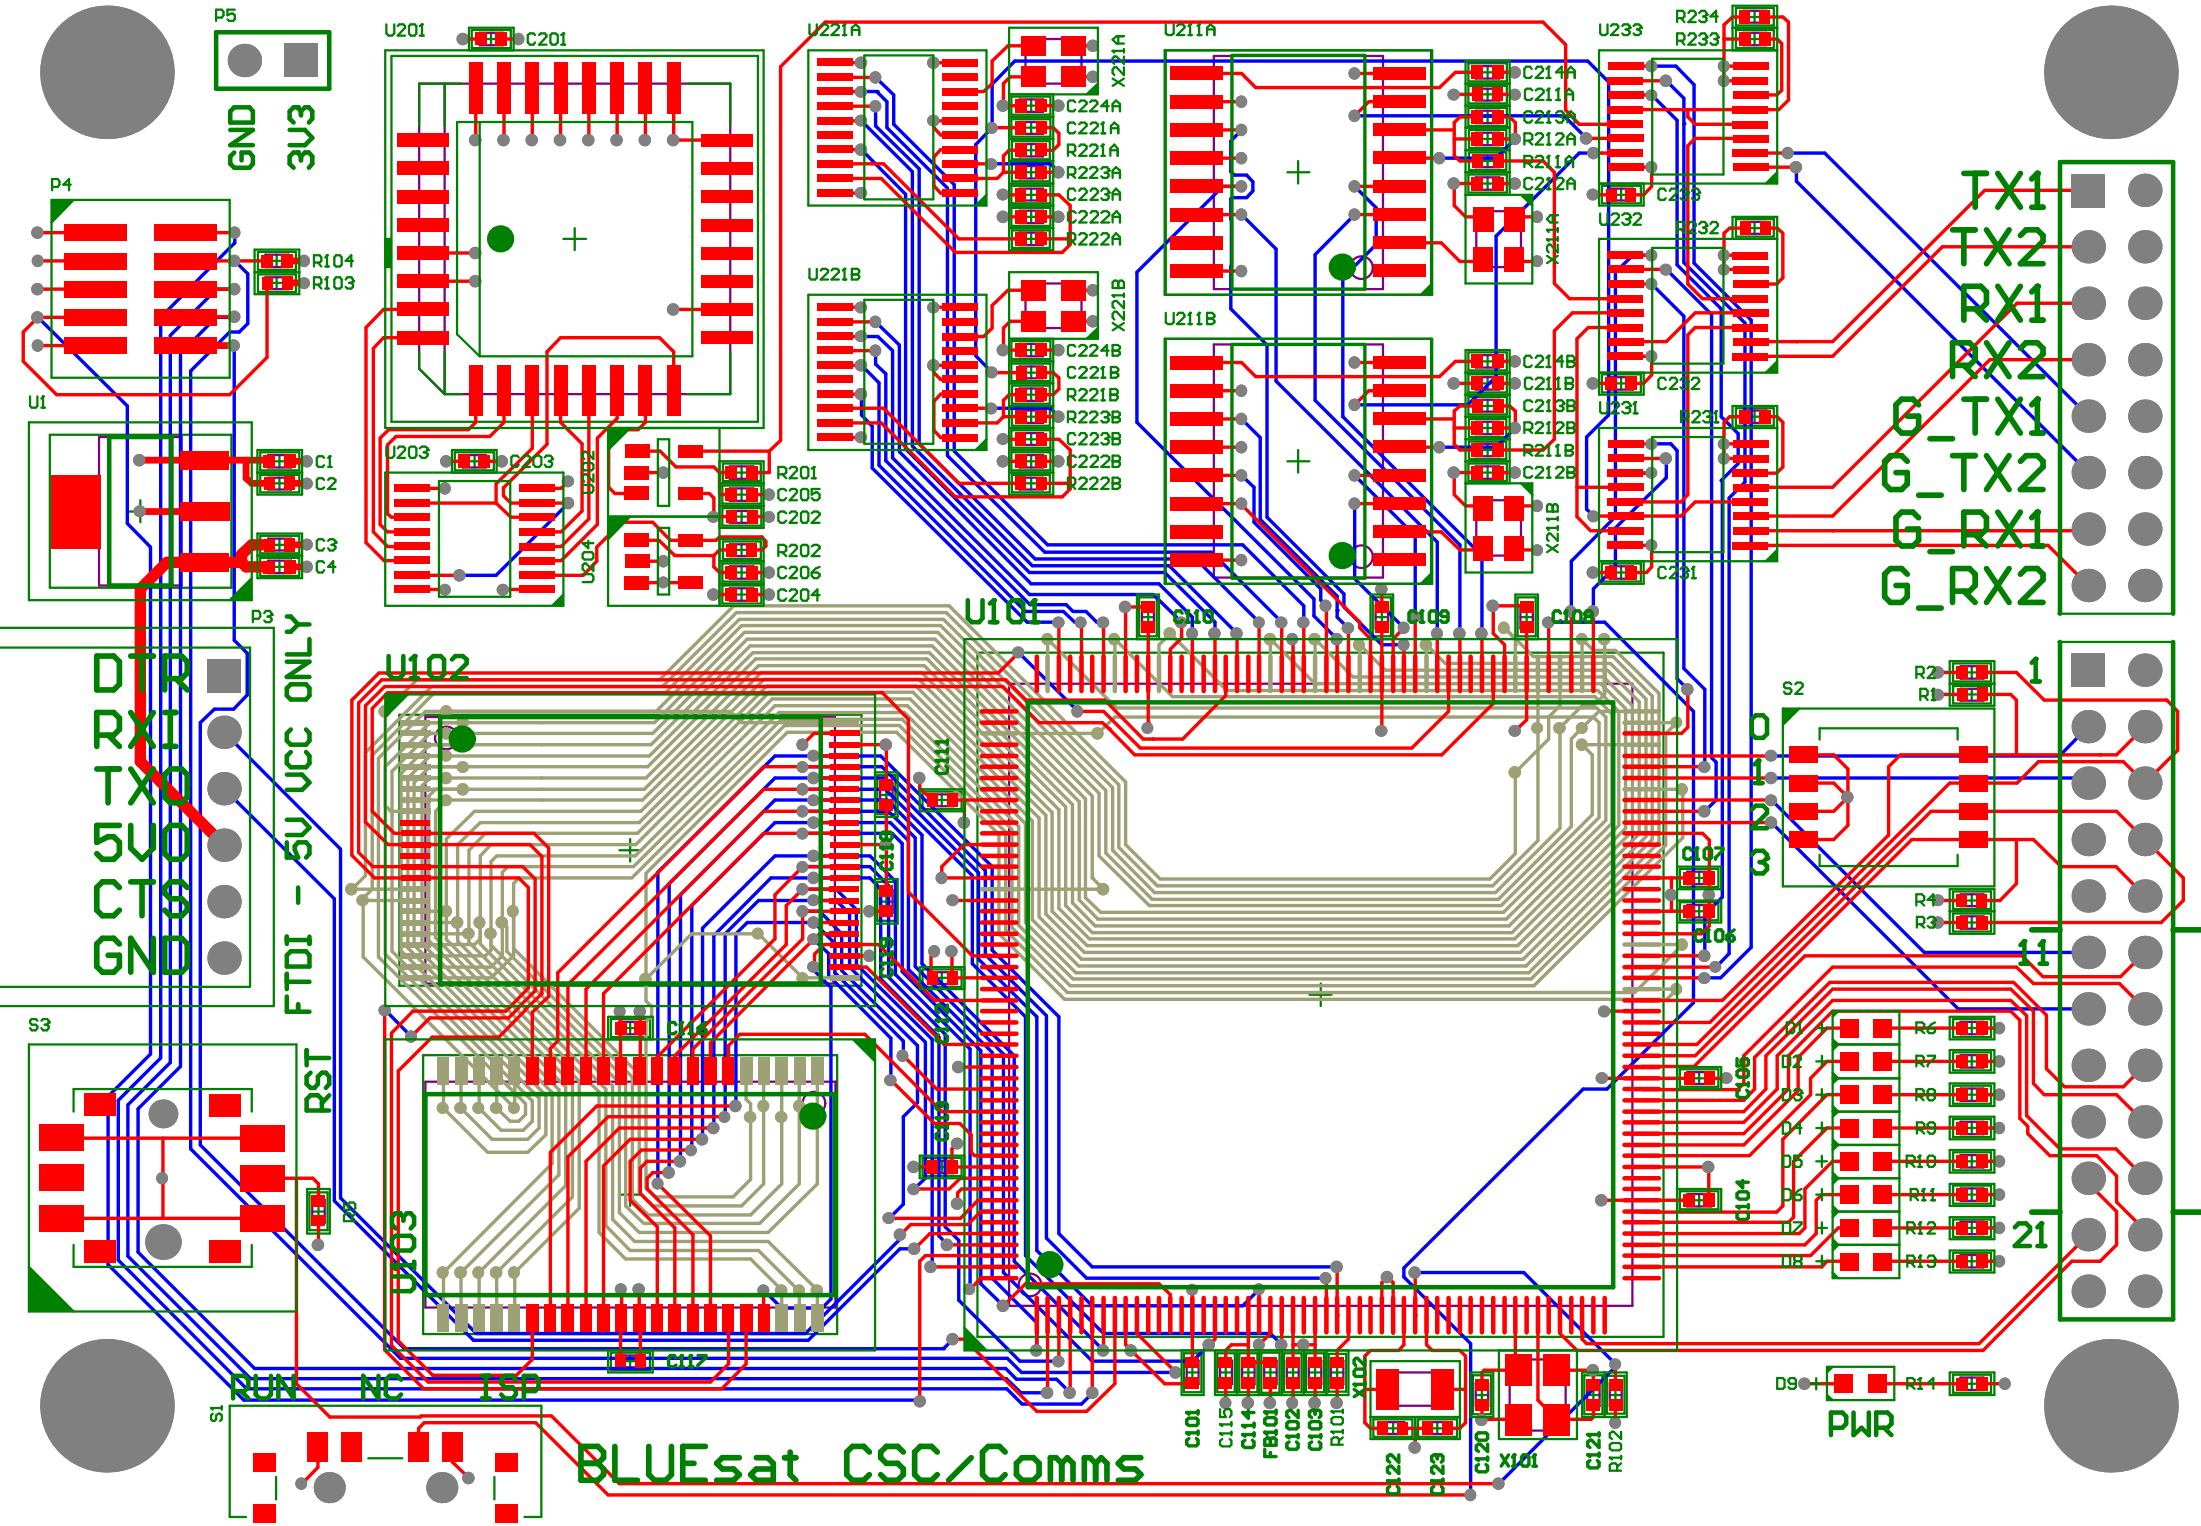 P5
GND
3V3
P4
R104
R103
U1
C1
C2
C3
C4
P3
DTR
RXI
TXO
5VO
CTS
GND
FTDI - 5V VCC ONLY
S3
RST
RUN NC ISP
S1
U201
C201
U203
C203
U202
R201
C205
C202
U204
R202
C206
C204
U221A
X221A
C224A
C221A
R221A
R223A
C223A
C222A
R222A
U221B
X221B
C224B
C221B
R221B
R223B
C223B
C222B
R222B
U211A
C214A
C211A
C213A
R212A
R211A
C212A
X211A
U211B
C214B
C211B
C213B
R212B
R211B
C212B
X211B
U233
R234
R233
C233
U232
R232
C232
U231
R231
C231
TX1
TX2
RX1
RX2
G_TX1
G_TX2
G_RX1
G_RX2
U102
U101
C110
C109
C108
C111
C118
C119
C112
C113
C116
U103
C117
C107
C106
C105
C104
S2
0
1
2
3
R2
R1
R4
R3
1
11
21
D1 + R6
D2 + R7
D3 + R8
D4 + R9
D5 + R10
D6 + R11
D7 + R12
D8 + R13
D9 + R14
PWR
C101
C115
C114
FB101
C102
C103
R101
X102
C122
C123
C120
X101
C121
R102
BLUEsat CSC/Comms